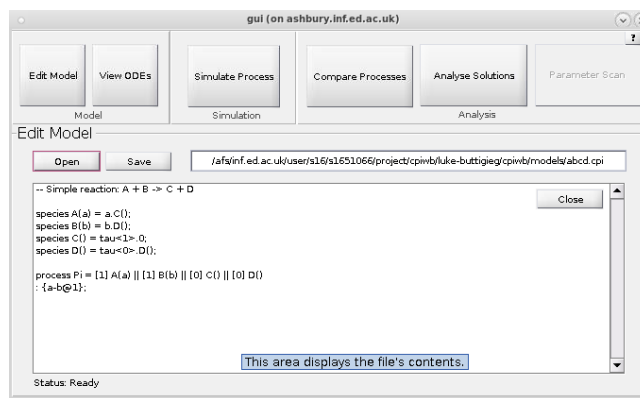 gui (on ashbury.inf.ed.ac.uk)
?
Edit Model
View ODEs
Simulate Process
Compare Processes
Analyse Solutions
Parameter Scan
Model
Simulation
Analysis
Edit Model
Open
Save
/afs/inf.ed.ac.uk/user/s16/s1651066/project/cpiwb/luke-buttigieg/cpiwb/models/abcd.cpi
-- Simple reaction: A + B -> C + D
Close
species A(a) = a.C();
species B(b) = b.D();
species C() = tau<1>.0;
species D() = tau<0>.D();
process Pi = [1] A(a) || [1] B(b) || [0] C() || [0] D()
: {a-b@1};
This area displays the file's contents.
Status: Ready